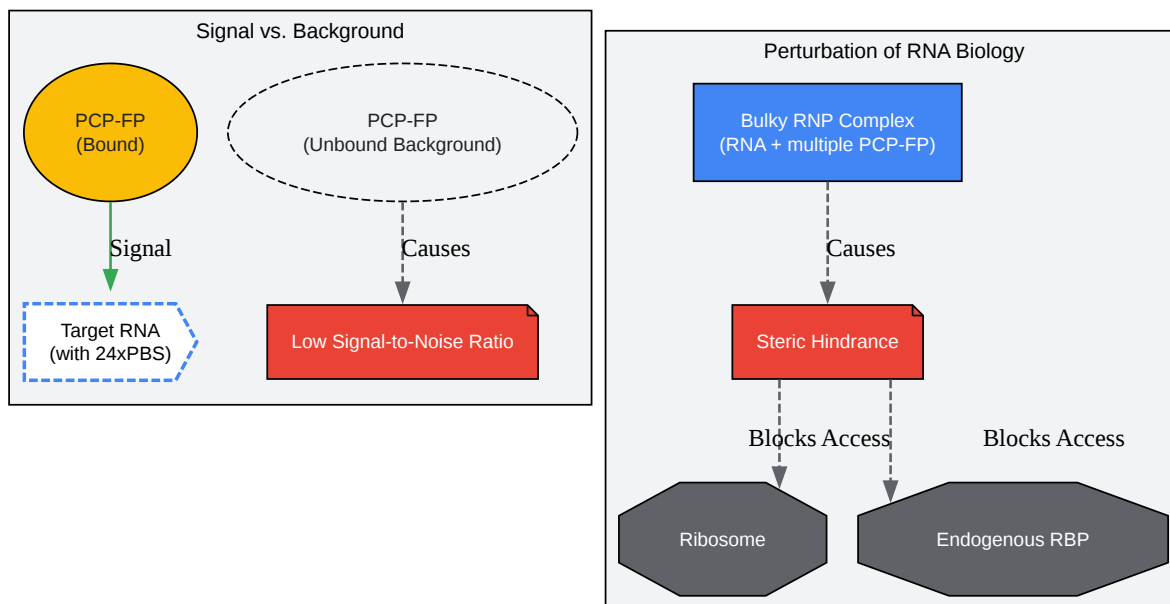 Signal vs. Background
PCP-FP
(Bound)
PCP-FP
(Unbound Background)
Signal
Causes
Target RNA
(with 24xPBS)
Low Signal-to-Noise Ratio
Perturbation of RNA Biology
Bulky RNP Complex
(RNA + multiple PCP-FP)
Causes
Steric Hindrance
Blocks Access
Blocks Access
Ribosome
Endogenous RBP